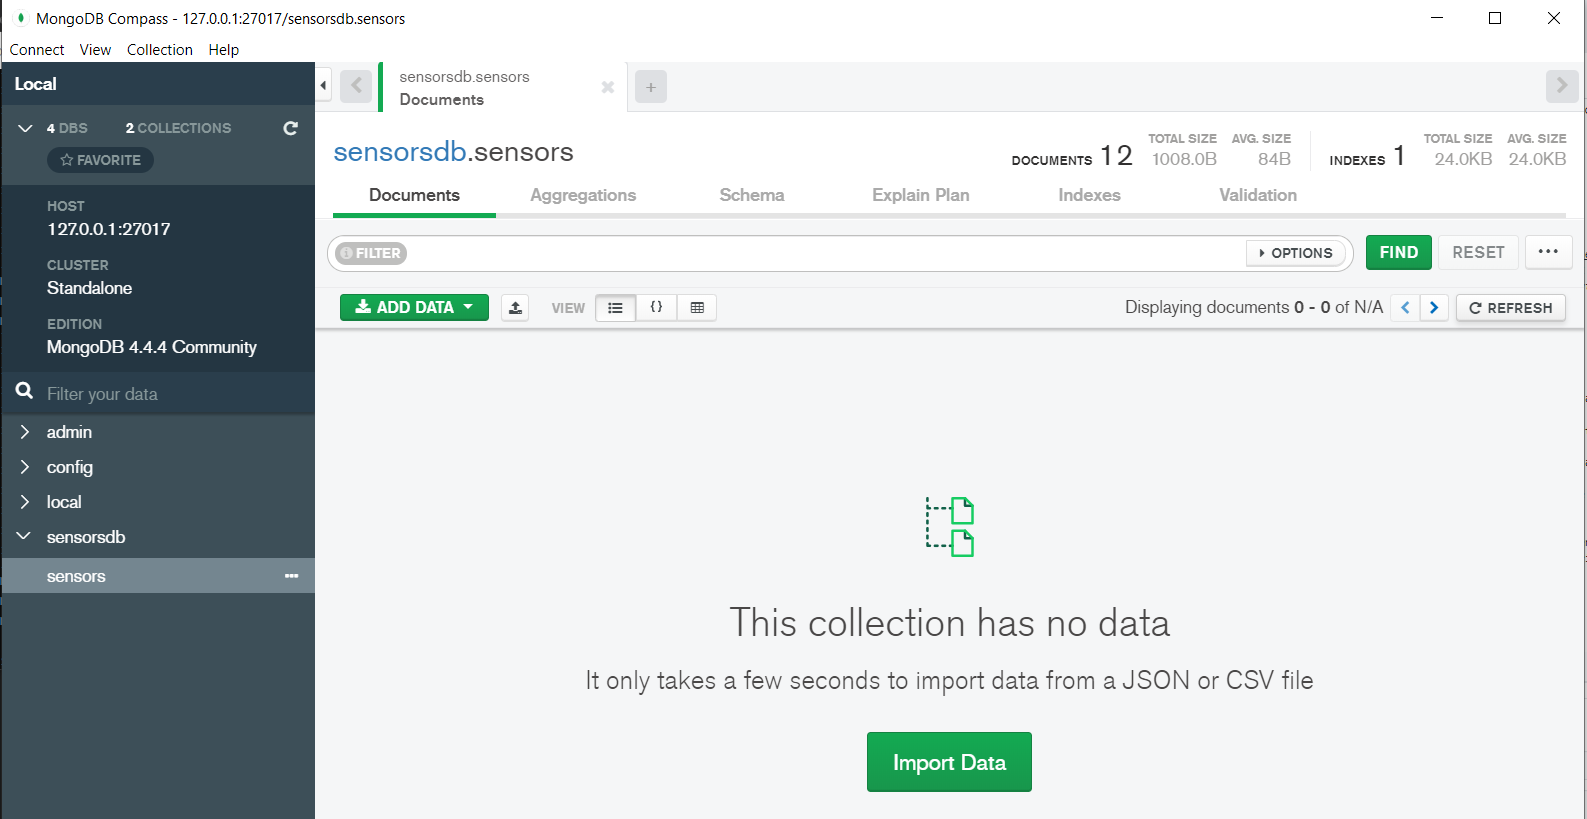 MongoDB Compass - 127.0.0.1:27017/sensorsdb.sensors
Connect View Collection Help
Local
4 DBS 2 COLLECTIONS
FAVORITE
HOST
127.0.0.1:27017
CLUSTER
Standalone
EDITION
MongoDB 4.4.4 Community
Filter your data
admin
config
local
sensorsdb
sensors
sensorsdb.sensors
Documents
sensorsdb.sensors
DOCUMENTS 12 TOTAL SIZE 1008.0B AVG. SIZE 84B INDEXES 1 TOTAL SIZE 24.0KB AVG. SIZE 24.0KB
Documents Aggregations Schema Explain Plan Indexes Validation
FILTER OPTIONS FIND RESET
ADD DATA VIEW {} Displaying documents 0 - 0 of N/A REFRESH
This collection has no data
It only takes a few seconds to import data from a JSON or CSV file
Import Data